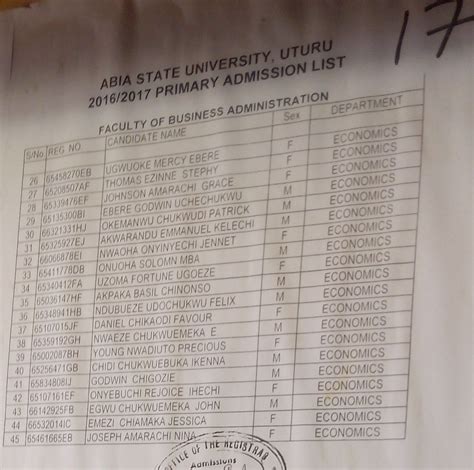 17
ABIA STATE UNIVERSITY, UTURU
2016/2017 PRIMARY ADMISSION LIST
FACULTY OF BUSINESS ADMINISTRATION
S/No REG. NO. CANDIDATE NAME Sex DEPARTMENT
26 65458270EB UGWUOKE MERCY EBERE F ECONOMICS
27 65208507AF THOMAS EZINNE STEPHY F ECONOMICS
28 65339476EF JOHNSON AMARACHI GRACE F ECONOMICS
29 65135300BI EBERE GODWIN UCHECHUKWU M ECONOMICS
30 66321331HJ OKEMANWU CHUKWUDI PATRICK M ECONOMICS
31 65325927EJ AKWARANDU EMMANUEL KELECHI M ECONOMICS
32 66066878EI NWAOHA ONYINYECHI JENNET F ECONOMICS
33 65411778DB ONUOHA SOLOMN MBA M ECONOMICS
34 65340412FA UZOMA FORTUNE UGOEZE F ECONOMICS
35 65036147HF AKPAKA BASIL CHINONSO M ECONOMICS
36 65348941HB NDUBUEZE UDOCHUKWU FELIX M ECONOMICS
37 65107015JF DANIEL CHIKAODI FAVOUR F ECONOMICS
38 65359192GH NWAEZE CHUKWUEMEKA E M ECONOMICS
39 65002087BH YOUNG NWADIUTO PRECIOUS F ECONOMICS
40 65256471GB CHIDI CHUKWUEBUKA IKENNA M ECONOMICS
41 65834808IJ GODWIN CHIGOZIE M ECONOMICS
42 65107161EF ONYEBUCHI REJOICE IHECHI F ECONOMICS
43 66142925FB EGWU CHUKWUEMEKA JOHN M ECONOMICS
44 66532014IC EMEZI CHIAMAKA JESSICA F ECONOMICS
45 65461665EB JOSEPH AMARACHI NINA F ECONOMICS
OFFICE OF THE REGISTRAR
Admissions